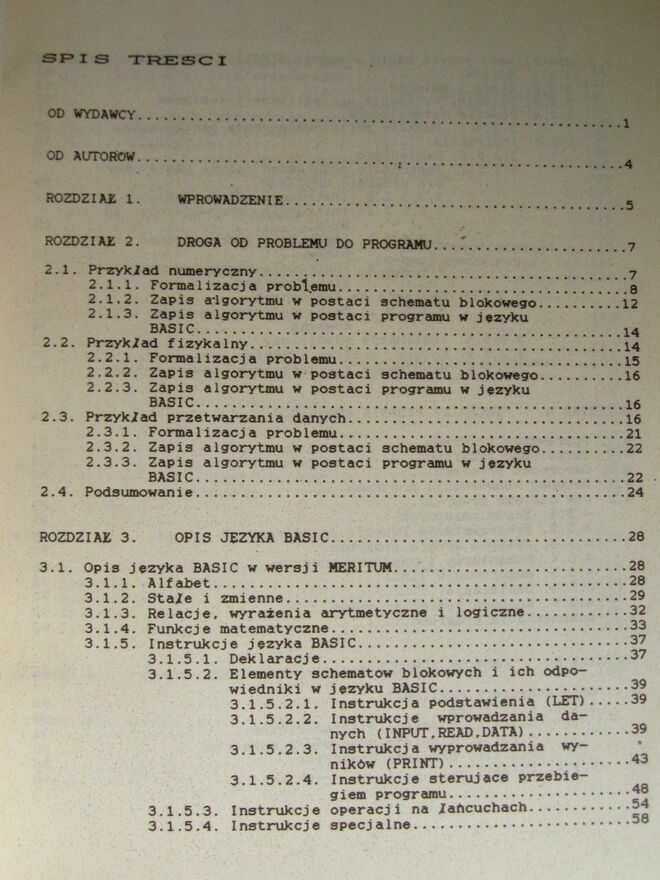 SPIS TRESCI
OD WYDAWCY.....1
OD AUTORÓW.....4
ROZDZIAŁ 1. WPROWADZENIE.....5
ROZDZIAŁ 2. DROGA OD PROBLEMU DO PROGRAMU.....7
2.1. Przykład numeryczny.....7
2.1.1. Formalizacja problemu.....8
2.1.2. Zapis algorytmu w postaci schematu blokowego.....12
2.1.3. Zapis algorytmu w postaci programu w języku
BASIC.....14
2.2. Przykład fizykalny.....14
2.2.1. Formalizacja problemu.....15
2.2.2. Zapis algorytmu w postaci schematu blokowego.....16
2.2.3. Zapis algorytmu w postaci programu w języku
BASIC.....16
2.3. Przykład przetwarzania danych.....16
2.3.1. Formalizacja problemu.....21
2.3.2. Zapis algorytmu w postaci schematu blokowego.....22
2.3.3. Zapis algorytmu w postaci programu w języku
BASIC.....22
2.4. Podsumowanie.....24
ROZDZIAŁ 3. OPIS JĘZYKA BASIC.....28
3.1. Opis języka BASIC w wersji MERITUM.....28
3.1.1. Alfabet.....28
3.1.2. Stałe i zmienne.....29
3.1.3. Relacje, wyrażenia arytmetyczne i logiczne.....32
3.1.4. Funkcje matematyczne.....33
3.1.5. Instrukcje języka BASIC.....37
3.1.5.1. Deklaracje.....37
3.1.5.2. Elementy schematow blokowych i ich odpo-
wiedniki w języku BASIC.....39
3.1.5.2.1. Instrukcja podstawienia (LET).....39
3.1.5.2.2. Instrukcje wprowadzania da-
nych (INPUT,READ,DATA).....39
3.1.5.2.3. Instrukcja wyprowadzania wy-
ników (PRINT).....43
3.1.5.2.4. Instrukcje sterujace przebie-
giem programu.....48
3.1.5.3. Instrukcje operacji na łańcuchach.....54
3.1.5.4. Instrukcje specjalne.....58